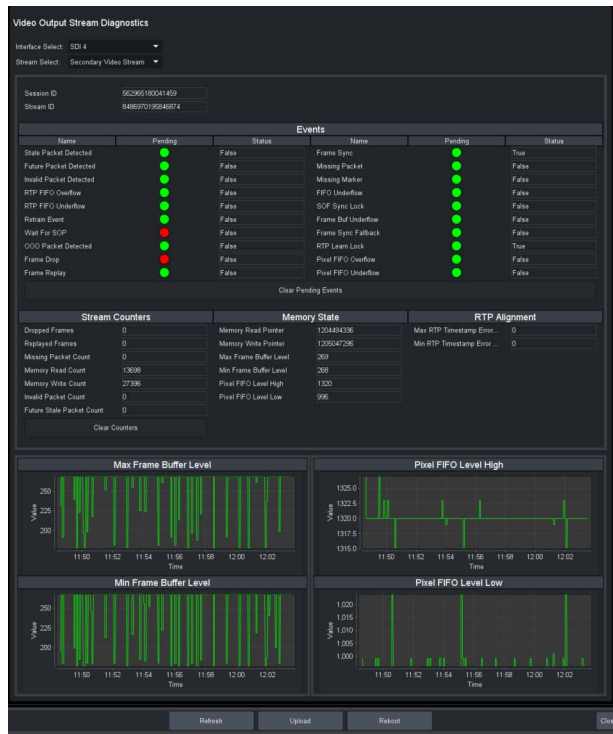 Video Output Stream Diagnostics
Interface Select: SDI 4
Stream Select: Secondary Video Stream
Session ID 562965180041459
Stream ID 8486970195846874
Events
Name Pending Status Name Pending Status
Stale Packet Detected False Frame Sync True
Future Packet Detected False Missing Packet False
Invalid Packet Detected False Missing Marker False
RTP FIFO Overflow False FIFO Underflow False
RTP FIFO Underflow False SOF Sync Lock False
Retrain Event False Frame Buf Underflow False
Wait For SOP False Frame Sync Fallback False
OOO Packet Detected False RTP Learn Lock True
Frame Drop False Pixel FIFO Overflow False
Frame Replay False Pixel FIFO Underflow False
Clear Pending Events
Stream Counters Memory State RTP Alignment
Dropped Frames 0 Memory Read Pointer 1204494336 Max RTP Timestamp Error... 0
Replayed Frames 0 Memory Write Pointer 1205047296 Min RTP Timestamp Error ... 0
Missing Packet Count 0 Max Frame Buffer Level 269
Memory Read Count 13698 Min Frame Buffer Level 268
Memory Write Count 27396 Pixel FIFO Level High 1320
Invalid Packet Count 0 Pixel FIFO Level Low 996
Future Stale Packet Count 0
Clear Counters
Max Frame Buffer Level Pixel FIFO Level High
250
225
200
Value
11:50 11:52 11:54 11:56 11:58 12:00 12:02
Time
1325.0
1322.5
1320.0
1317.5
1315.0
Value
11:50 11:52 11:54 11:56 11:58 12:00 12:02
Time
Min Frame Buffer Level Pixel FIFO Level Low
250
225
200
Value
11:50 11:52 11:54 11:56 11:58 12:00 12:02
Time
1,020
1,015
1,010
1,005
1,000
Value
11:50 11:52 11:54 11:56 11:58 12:00 12:02
Time
Refresh Upload Reboot Clos